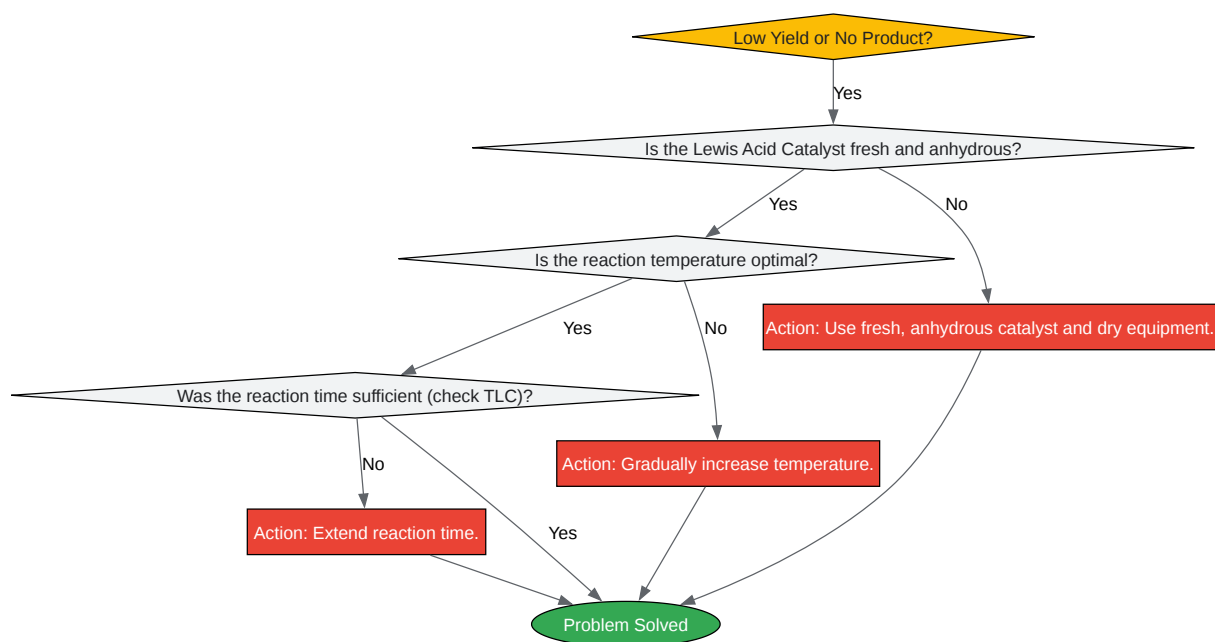 Low Yield or No Product?
Yes
Is the Lewis Acid Catalyst fresh and anhydrous?
Yes
No
Is the reaction temperature optimal?
Yes
No
Action: Use fresh, anhydrous catalyst and dry equipment.
Was the reaction time sufficient (check TLC)?
No
Action: Gradually increase temperature.
Action: Extend reaction time.
Yes
Problem Solved